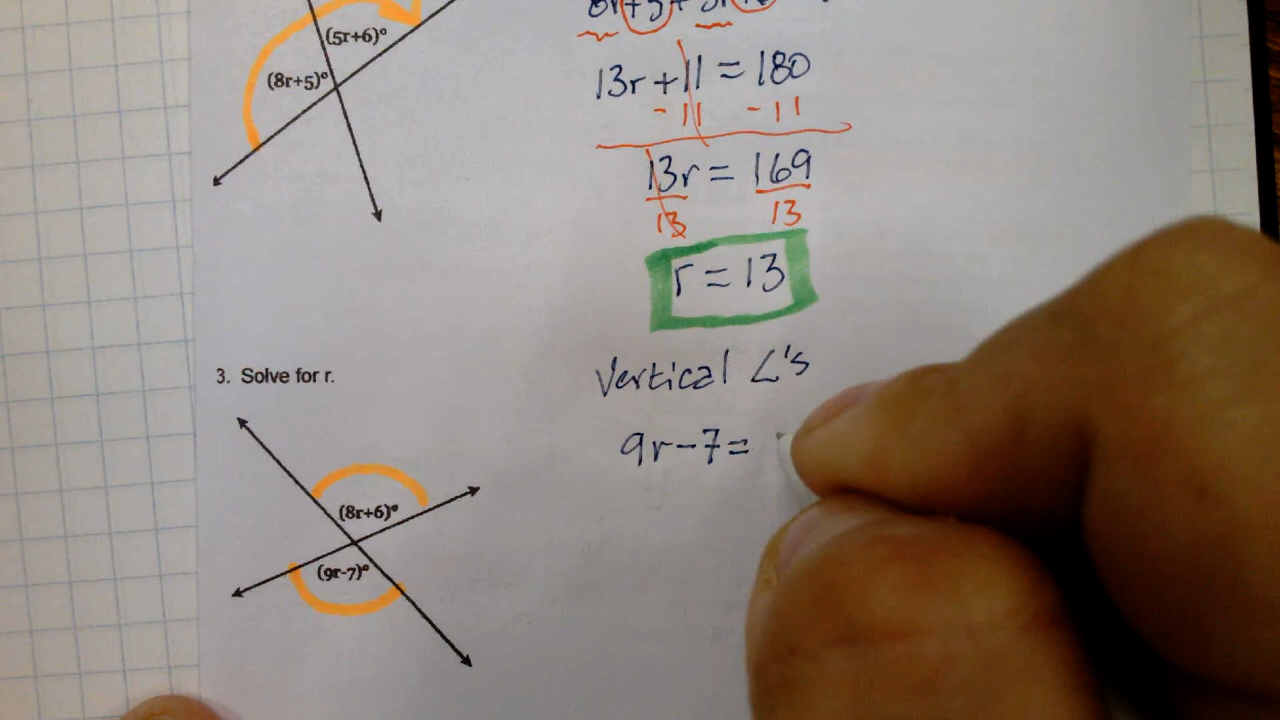 (5r+6)°
(8r+5)°
13r + 11 = 180
- 11 - 11
13r = 169
13 13
r = 13
3. Solve for r.
Vertical ∠'s
9r - 7 =
(8r+6)°
(9r-7)°